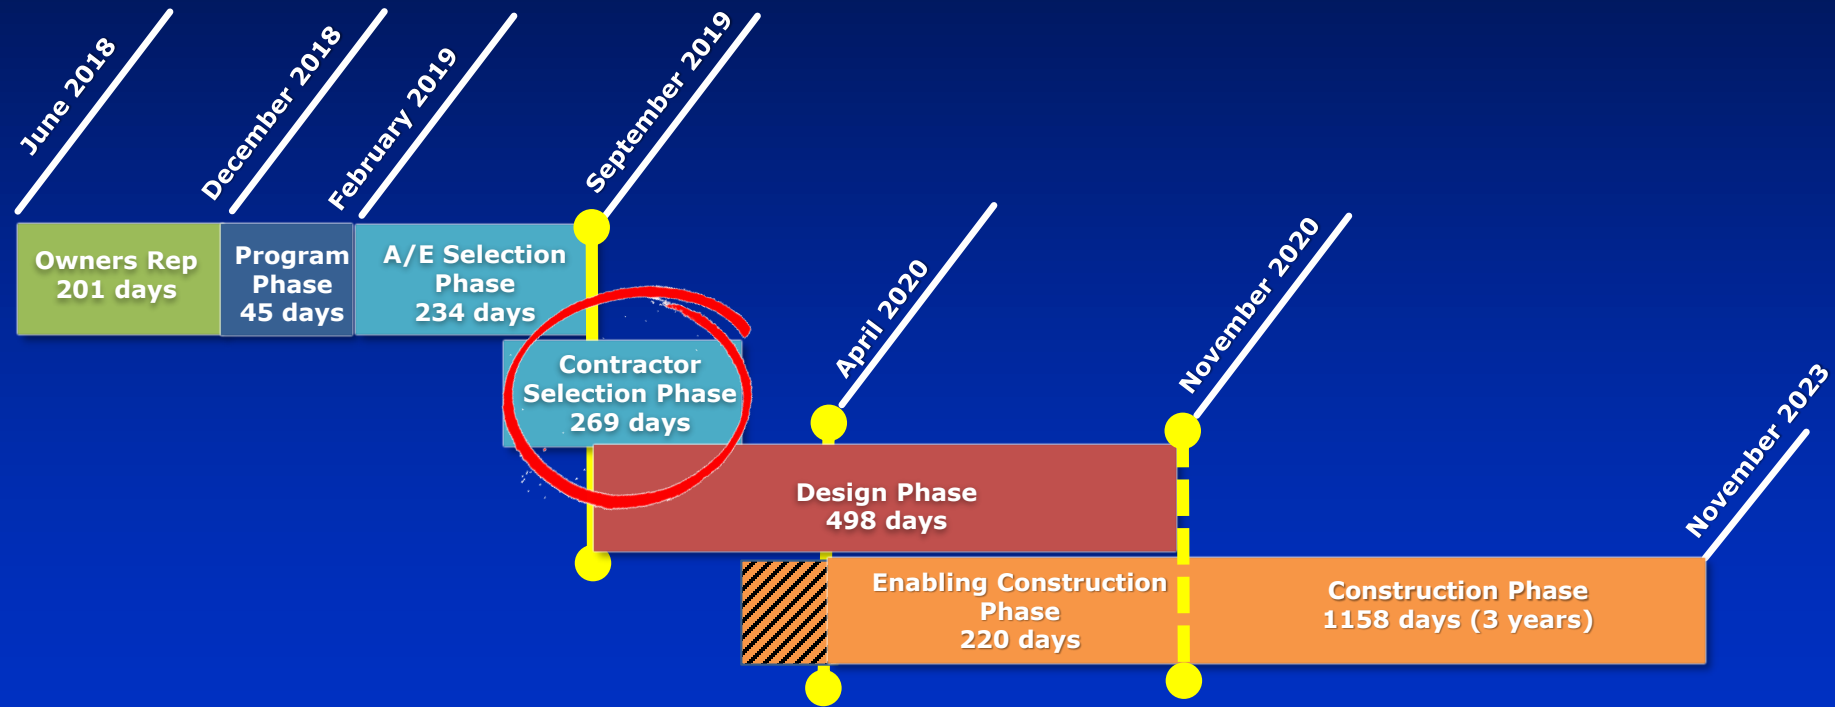 June 2018
December 2018
February 2019
September 2019
Owners Rep
201 days
Program
Phase
45 days
A/E Selection
Phase
234 days
April 2020
November 2020
Contractor
Selection Phase
269 days
November 2023
Design Phase
498 days
Enabling Construction
Phase
220 days
Construction Phase
1158 days (3 years)